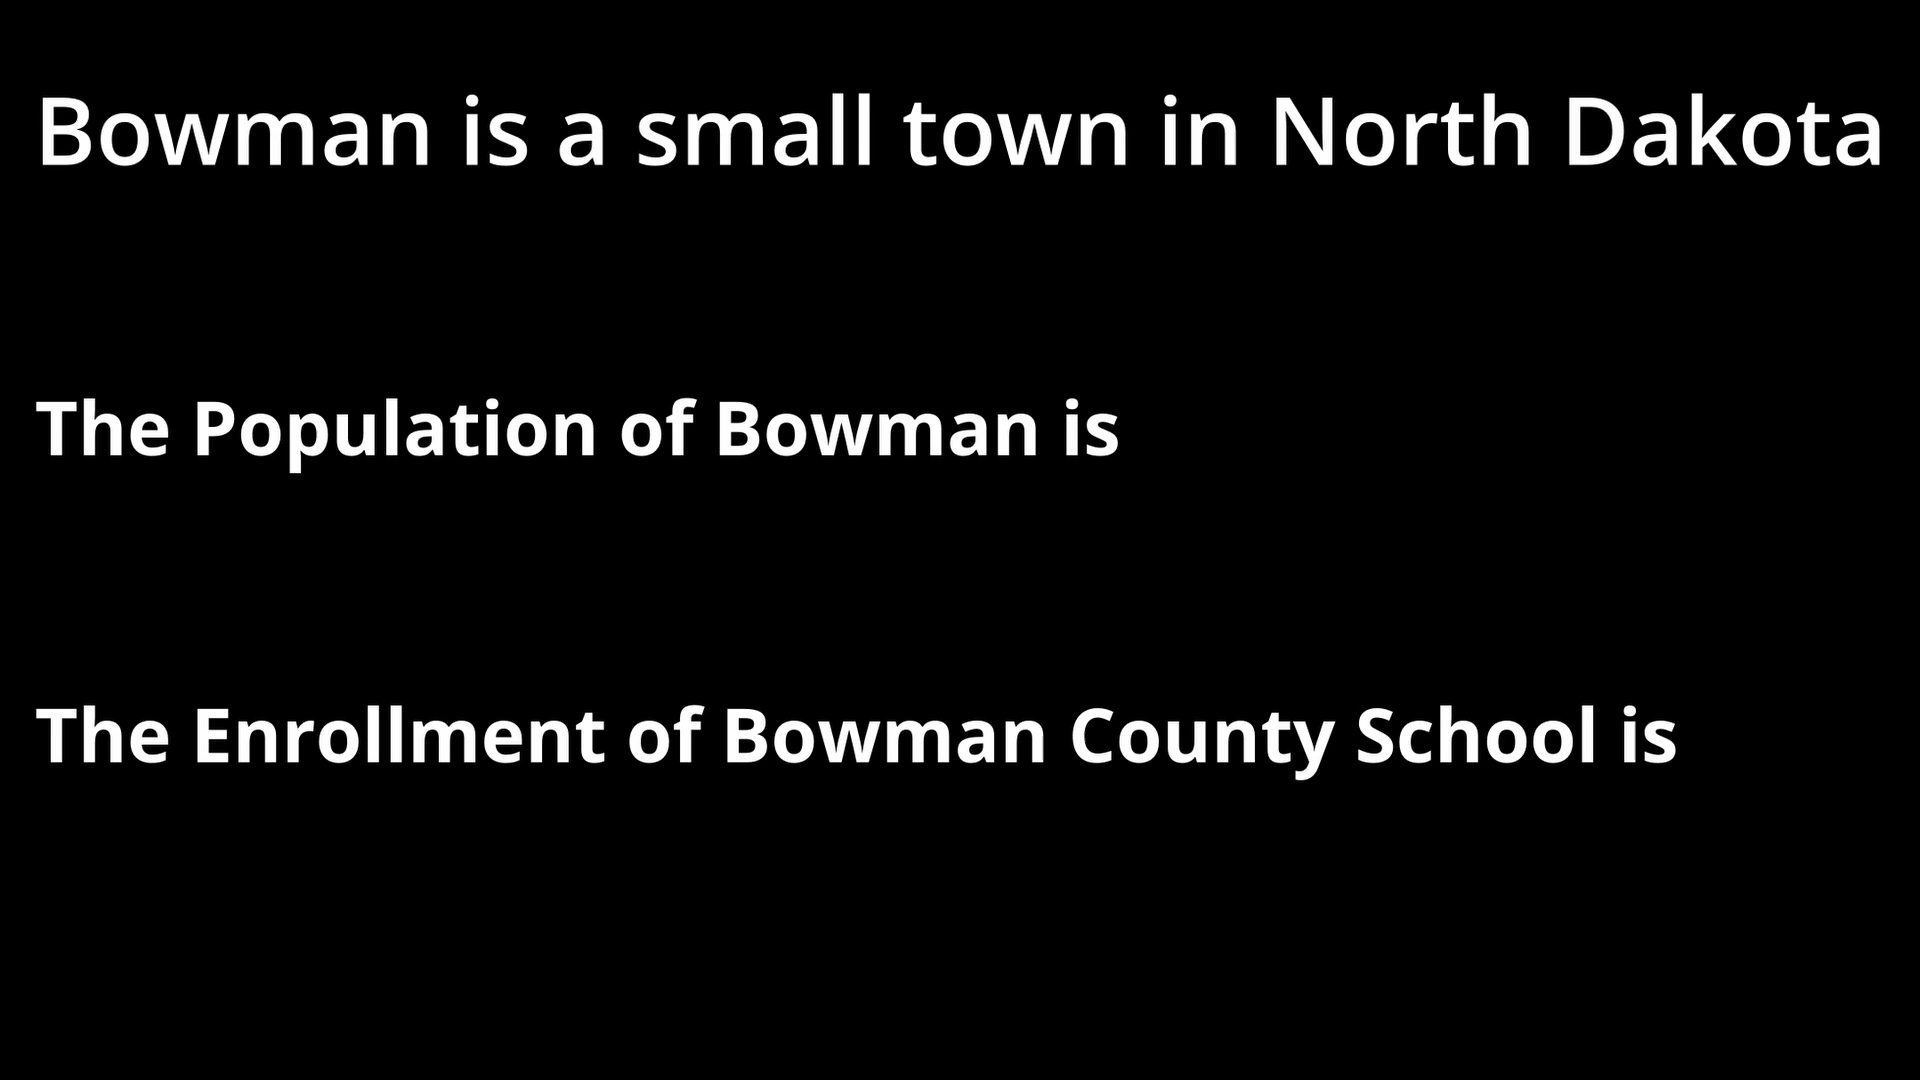 Bowman is a small town in North Dakota
The Population of Bowman is
The Enrollment of Bowman County School is